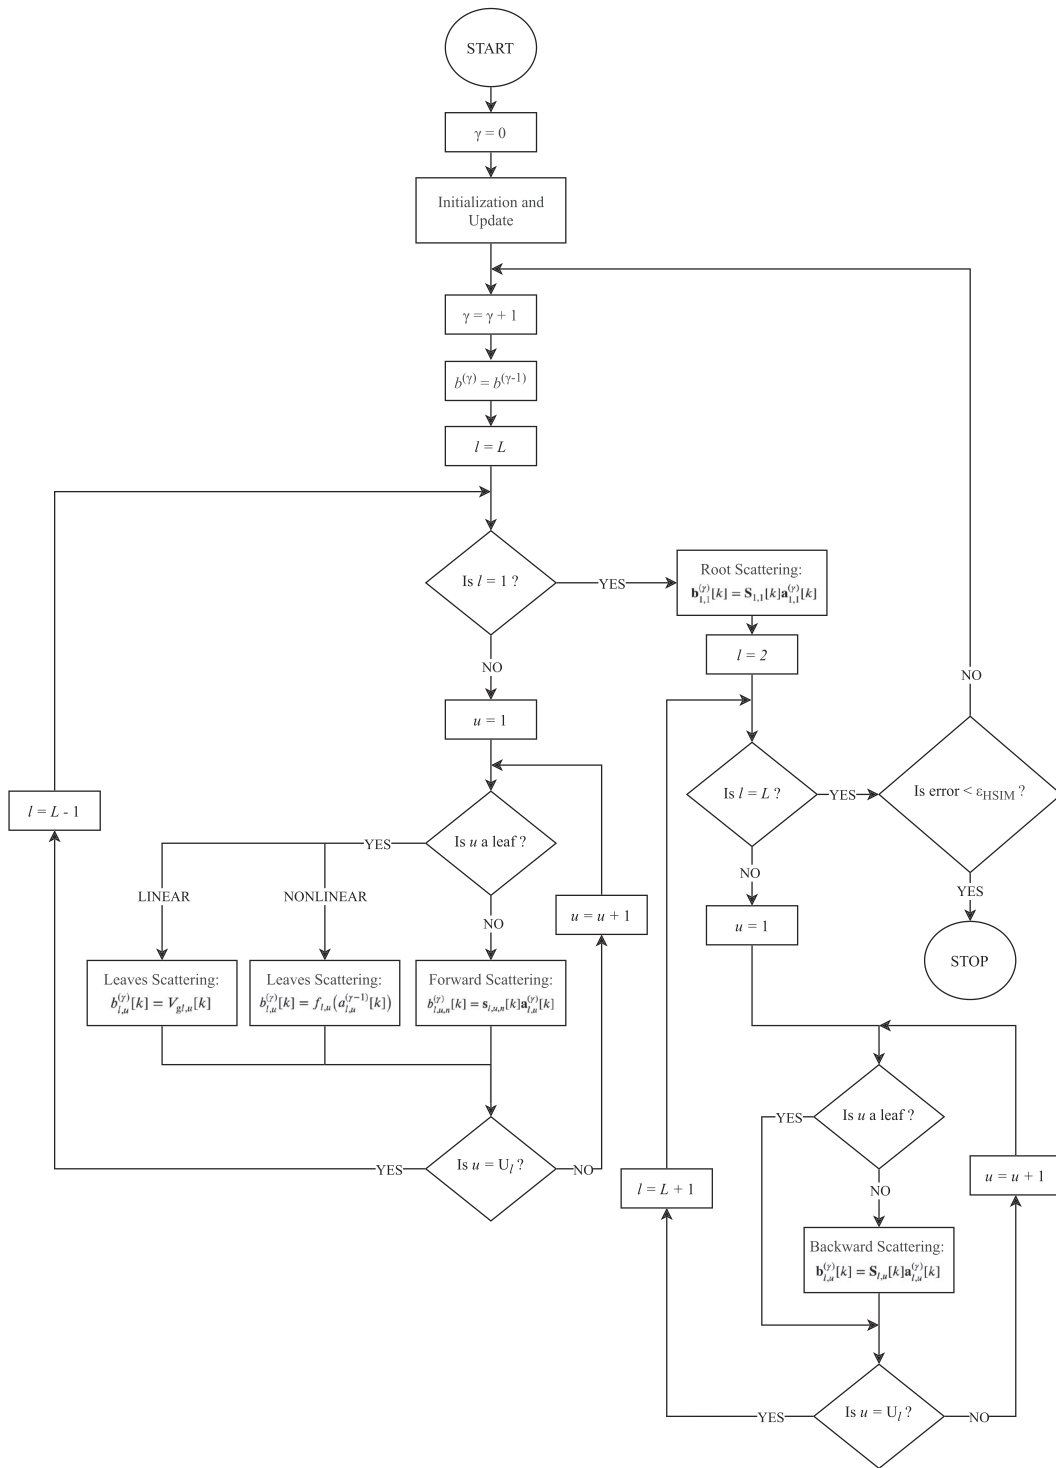 START
γ = 0
Initialization and
Update
γ = γ + 1
b^(γ) = b^(γ-1)
l = L
Is l = 1 ?
YES
Root Scattering:
𝐛_{1,1}^{(γ)}[k] = 𝐒_{1,1}[k]𝐚_{1,1}^{(γ)}[k]
l = 2
NO
u = 1
NO
l = L - 1
Is u a leaf ?
YES
LINEAR
NONLINEAR
NO
u = u + 1
Leaves Scattering:
b_{l,u}^{(γ)}[k] = V_{gl,u}[k]
Leaves Scattering:
b_{l,u}^{(γ)}[k] = f_{l,u}(a_{l,u}^{(γ-1)}[k])
Forward Scattering:
b_{l,u,n}^{(γ)}[k] = 𝐬_{l,u,n}[k]𝐚_{l,u}^{(γ)}[k]
Is u = U_l ?
YES
NO
Is l = L ?
YES
Is error < ε_HSIM ?
YES
STOP
NO
u = 1
Is u a leaf ?
YES
NO
l = L + 1
u = u + 1
Backward Scattering:
𝐛_{l,u}^{(γ)}[k] = 𝐒_{l,u}[k]𝐚_{l,u}^{(γ)}[k]
Is u = U_l ?
YES
NO